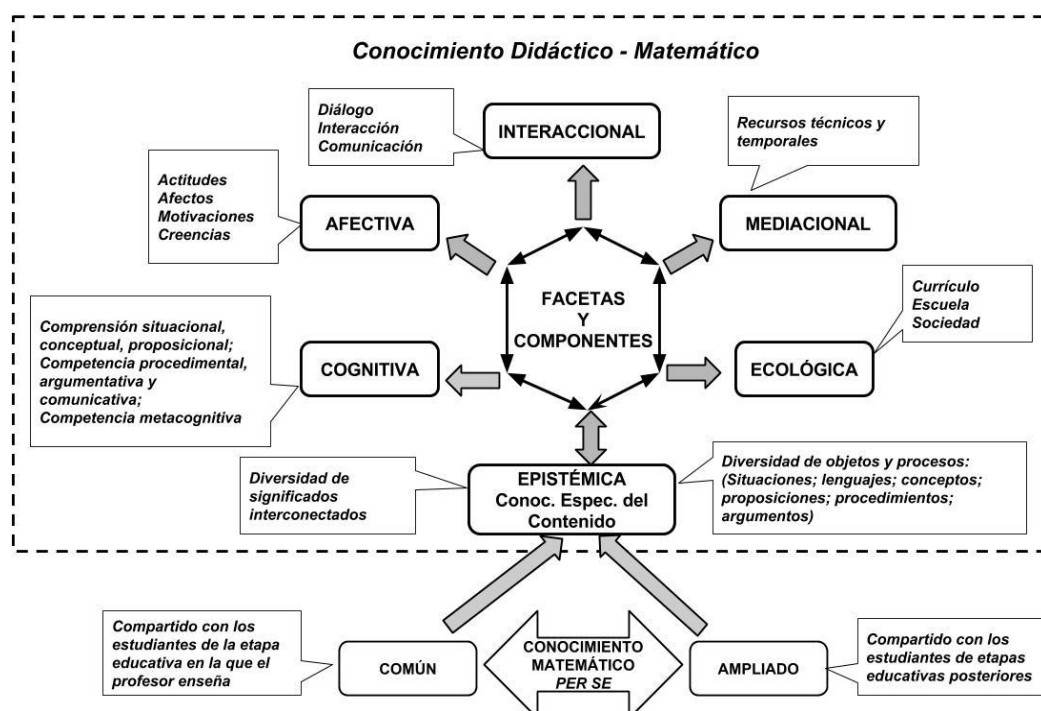 Conocimiento Didáctico - Matemático
Diálogo
Interacción
Comunicación
INTERACCIONAL
Recursos técnicos y
temporales
Actitudes
Afectos
Motivaciones
Creencias
AFECTIVA
MEDIACIONAL
FACETAS
Y
COMPONENTES
Currículo
Escuela
Sociedad
Comprensión situacional,
conceptual, proposicional;
Competencia procedimental,
argumentativa y
comunicativa;
Competencia metacognitiva
COGNITIVA
ECOLÓGICA
Diversidad de
significados
interconectados
EPISTÉMICA
Conoc. Espec. del
Contenido
Diversidad de objetos y procesos:
(Situaciones; lenguajes; conceptos;
proposiciones; procedimientos;
argumentos)
Compartido con los
estudiantes de la etapa
educativa en la que el
profesor enseña
COMÚN
CONOCIMIENTO
MATEMÁTICO
PER SE
AMPLIADO
Compartido con los
estudiantes de etapas
educativas posteriores